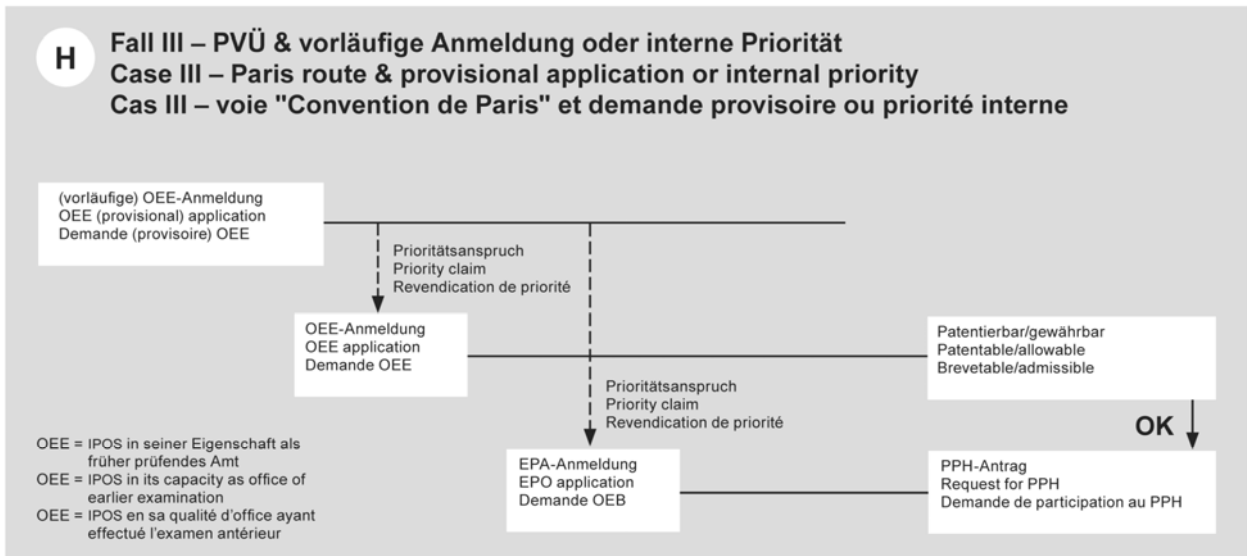 H
Fall III – PVÜ & vorläufige Anmeldung oder interne Priorität
Case III – Paris route & provisional application or internal priority
Cas III – voie "Convention de Paris" et demande provisoire ou priorité interne
(vorläufige) OEE-Anmeldung
OEE (provisional) application
Demande (provisoire) OEE
Prioritätsanspruch
Priority claim
Revendication de priorité
OEE-Anmeldung
OEE application
Demande OEE
Patentierbar/gewährbar
Patentable/allowable
Brevetable/admissible
Prioritätsanspruch
Priority claim
Revendication de priorité
OK
OEE = IPOS in seiner Eigenschaft als
früher prüfendes Amt
OEE = IPOS in its capacity as office of
earlier examination
OEE = IPOS en sa qualité d'office ayant
effectué l'examen antérieur
EPA-Anmeldung
EPO application
Demande OEB
PPH-Antrag
Request for PPH
Demande de participation au PPH